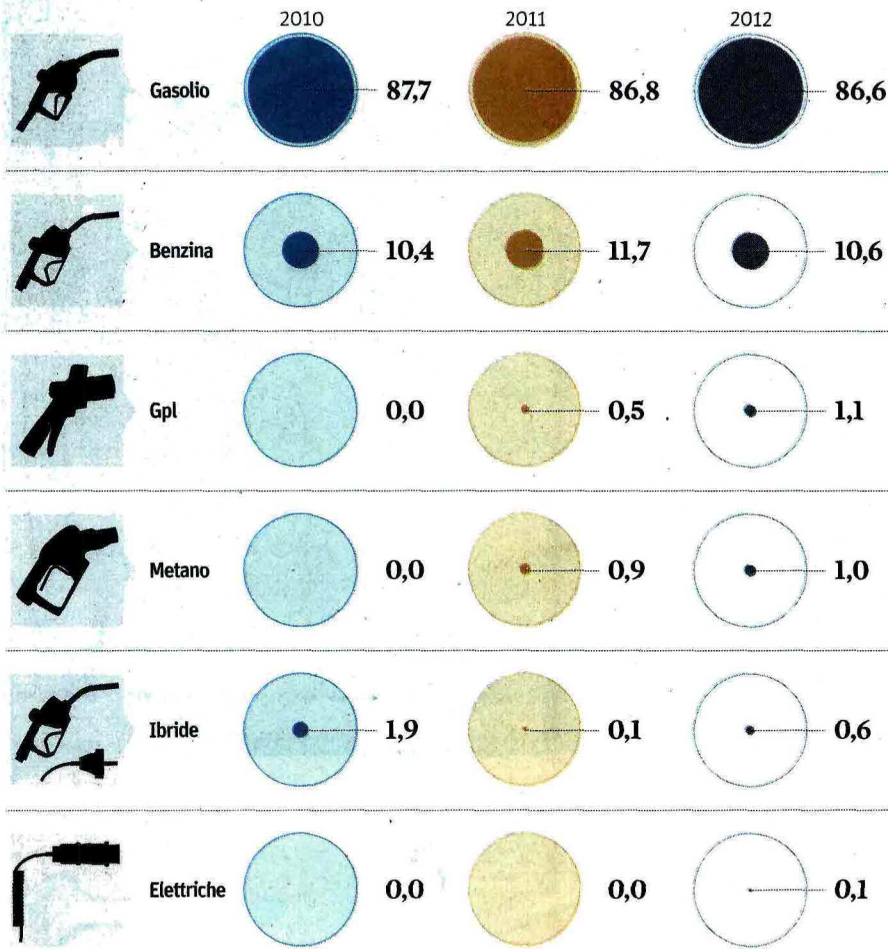 2010 2011 2012
Gasolio 87,7 86,8 86,6
Benzina 10,4 11,7 10,6
Gpl 0,0 0,5 1,1
Metano 0,0 0,9 1,0
Ibride 1,9 0,1 0,6
Elettriche 0,0 0,0 0,1